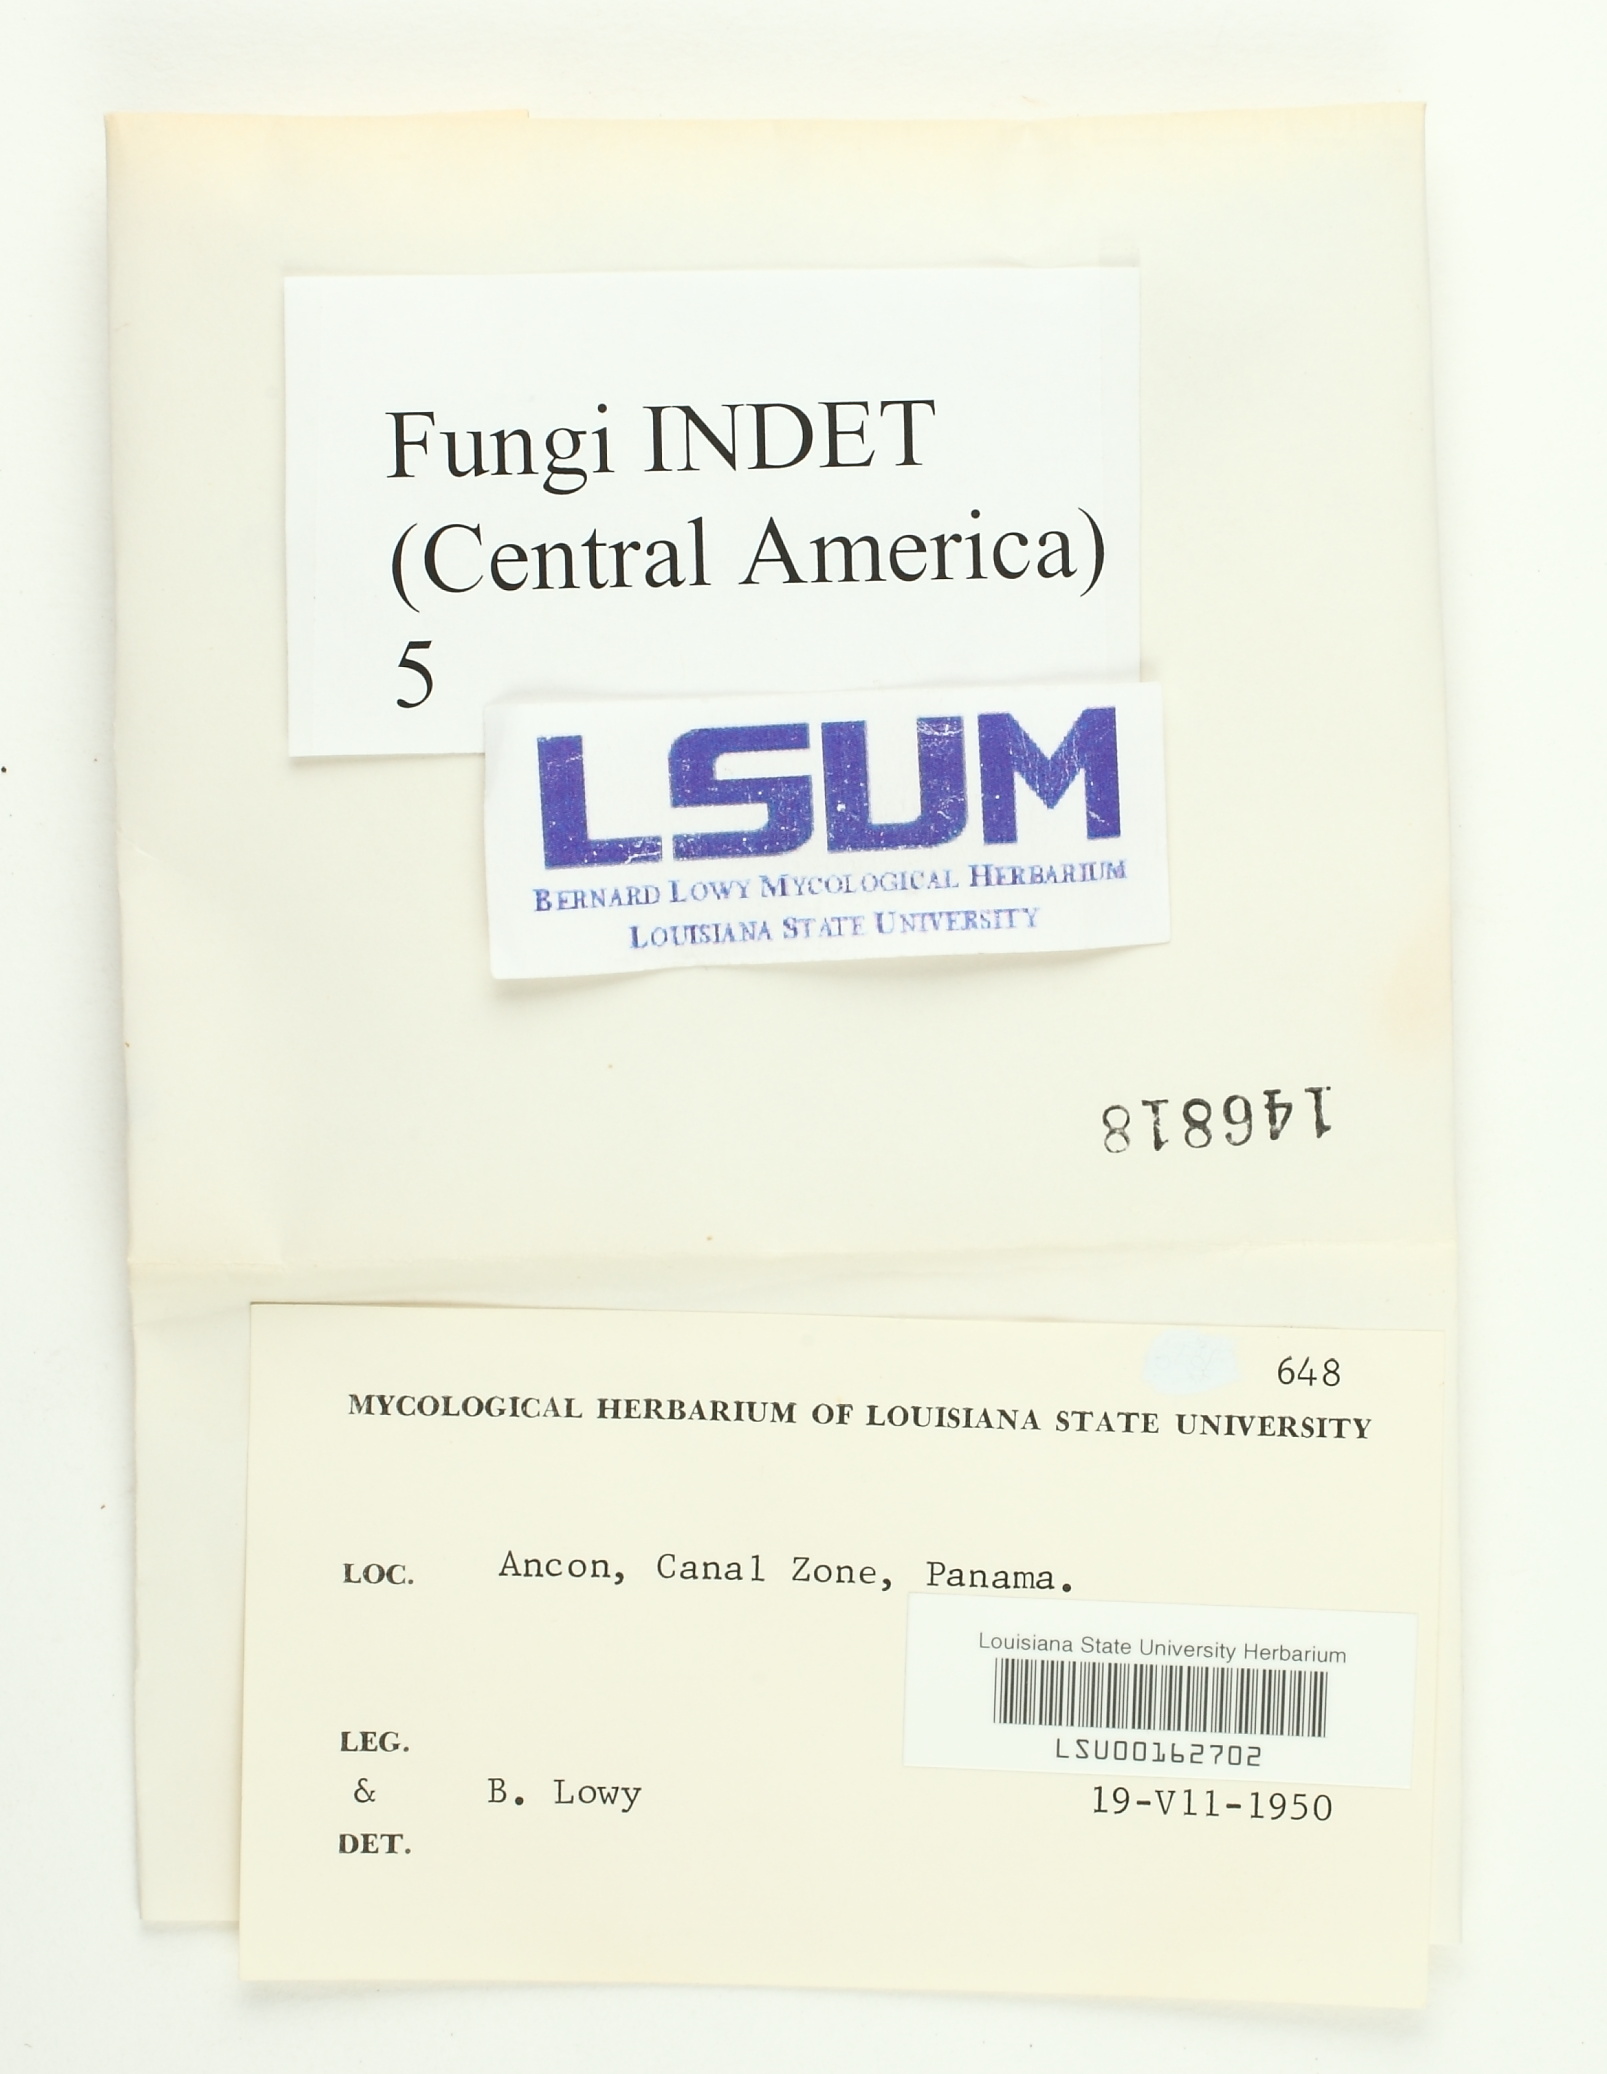 Fungi INDET
(Central America)
5
LSUM
BERNARD LOWY MYCOLOGICAL HERBARIUM
LOUISIANA STATE UNIVERSITY
146818
648
MYCOLOGICAL HERBARIUM OF LOUISIANA STATE UNIVERSITY
LOC. Ancon, Canal Zone, Panama.
Louisiana State University Herbarium
LSU00162702
LEG.
& B. Lowy 19-V11-1950
DET.